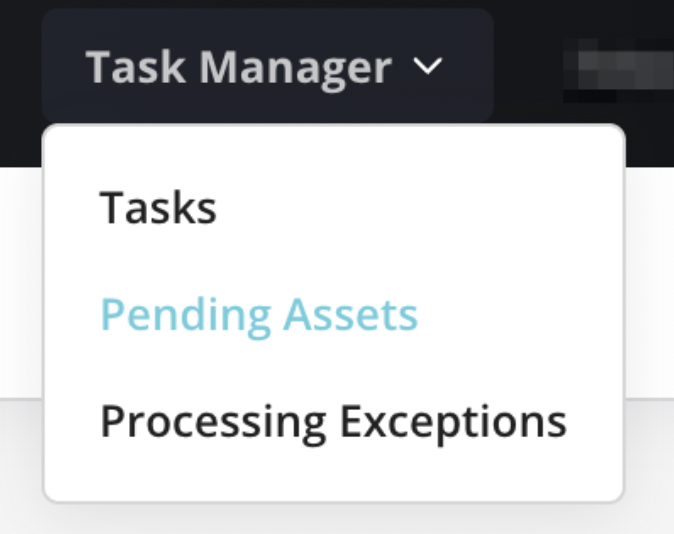 Task Manager
Tasks
Pending Assets
Processing Exceptions